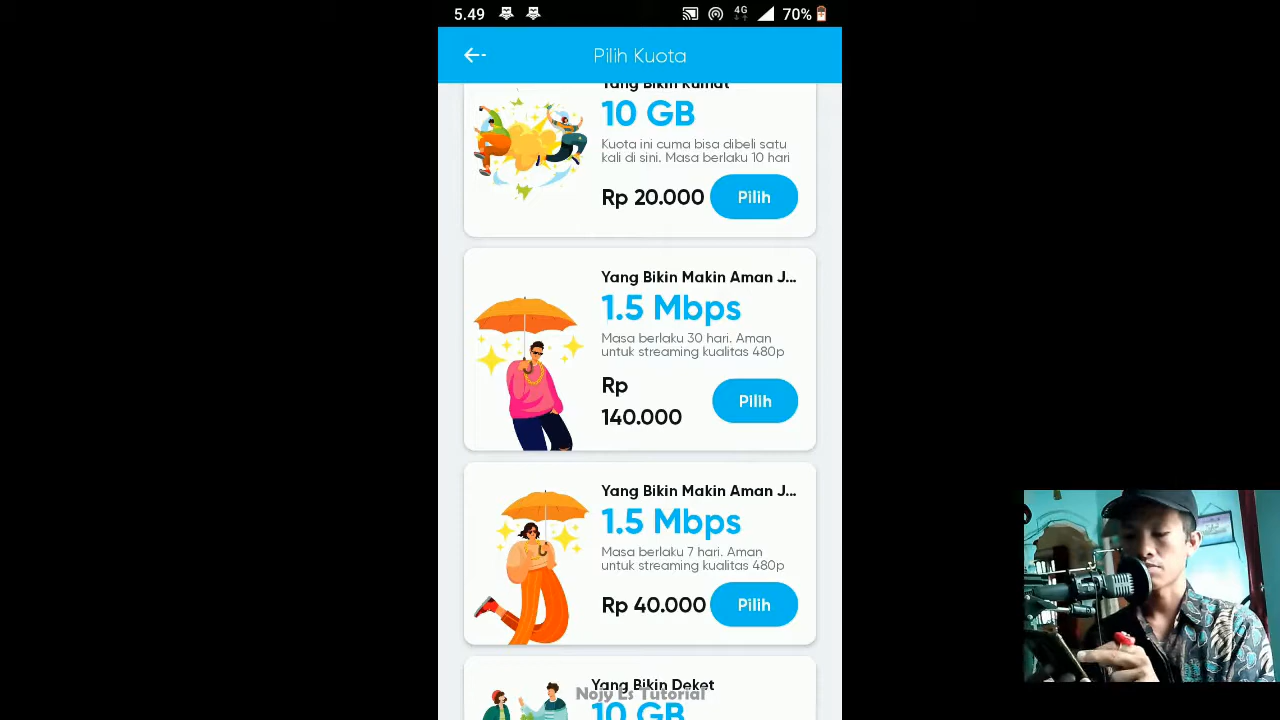 5.49
4G
70%
Pilih Kuota
Yang Bikin Kumat
10 GB
Kuota ini cuma bisa dibeli satu
kali di sini. Masa berlaku 10 hari
Rp 20.000
Pilih
Yang Bikin Makin Aman J...
1.5 Mbps
Masa berlaku 30 hari. Aman
untuk streaming kualitas 480p
Rp
140.000
Pilih
Yang Bikin Makin Aman J...
1.5 Mbps
Masa berlaku 7 hari. Aman
untuk streaming kualitas 480p
Rp 40.000
Pilih
Yang Bikin Deket
Nojy Es Tutorial
10 GB